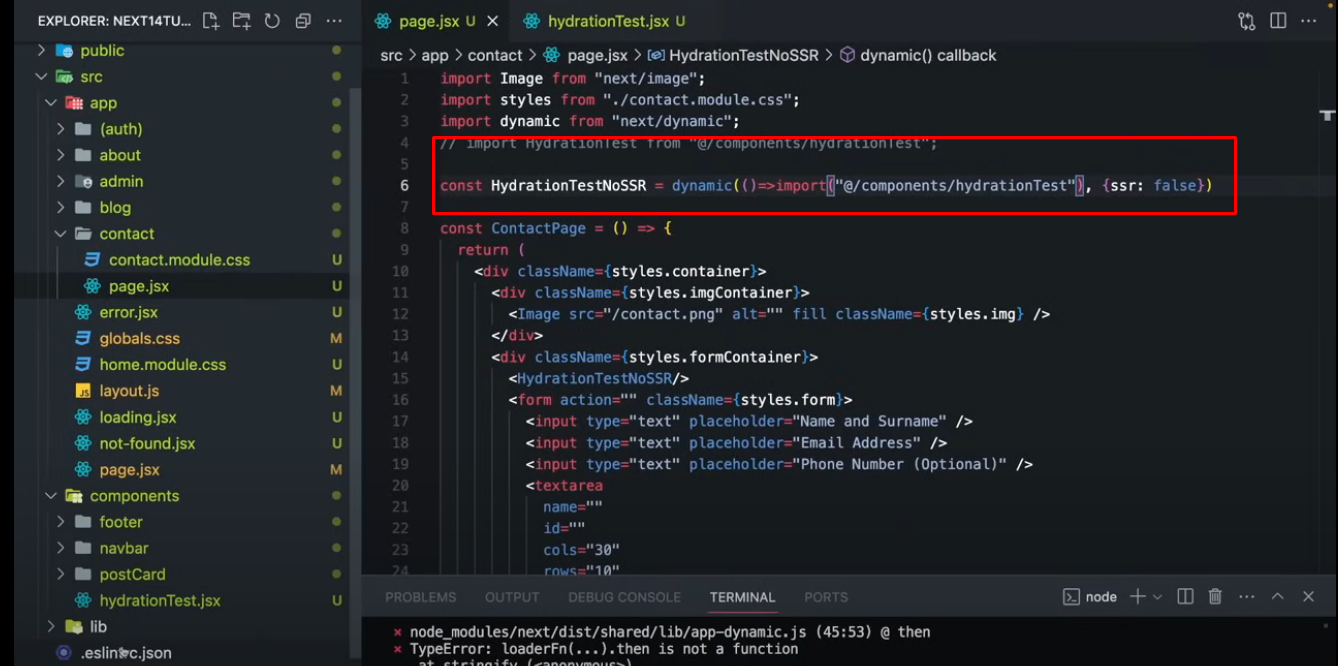 EXPLORER: NEXT14TU...
page.jsx U
hydrationTest.jsx U
public
src
app
(auth)
about
admin
blog
contact
contact.module.css U
page.jsx U
error.jsx U
globals.css M
home.module.css U
layout.js M
loading.jsx U
not-found.jsx U
page.jsx M
components
footer
navbar
postCard
hydrationTest.jsx U
lib
src > app > contact > page.jsx > HydrationTestNoSSR > dynamic() callback
1 import Image from "next/image";
2 import styles from "./contact.module.css";
3 import dynamic from "next/dynamic";
4 // import HydrationTest from "@/components/hydrationTest";
5
6 const HydrationTestNoSSR = dynamic(()=>import("@/components/hydrationTest"), {ssr: false})
7
8 const ContactPage = () => {
9 return (
10 <div className={styles.container}>
11 <div className={styles.imgContainer}>
12 <Image src="/contact.png" alt="" fill className={styles.img} />
13 </div>
14 <div className={styles.formContainer}>
15 <HydrationTestNoSSR/>
16 <form action="" className={styles.form}>
17 <input type="text" placeholder="Name and Surname" />
18 <input type="text" placeholder="Email Address" />
19 <input type="text" placeholder="Phone Number (Optional)" />
20 <textarea
21 name=""
22 id=""
23 cols="30"
24 rows="10"
PROBLEMS OUTPUT DEBUG CONSOLE TERMINAL PORTS
node
× node_modules/next/dist/shared/lib/app-dynamic.js (45:53) @ then
× TypeError: loaderFn(...).then is not a function
at stringify (<anonymous>)